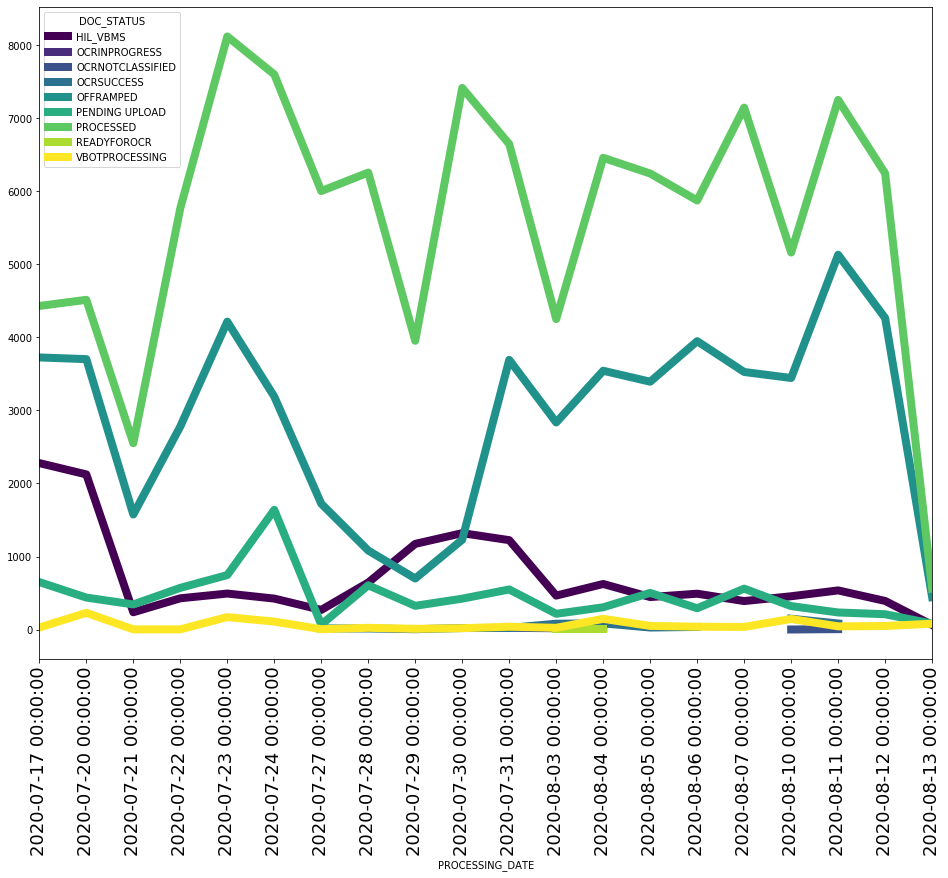 DOC_STATUS
HIL_VBMS
OCRINPROGRESS
OCRNOTCLASSIFIED
OCRSUCCESS
OFFRAMPED
PENDING UPLOAD
PROCESSED
READYFOROCR
VBOTPROCESSING
8000
7000
6000
5000
4000
3000
2000
1000
0
2020-07-17 00:00:00
2020-07-20 00:00:00
2020-07-21 00:00:00
2020-07-22 00:00:00
2020-07-23 00:00:00
2020-07-24 00:00:00
2020-07-27 00:00:00
2020-07-28 00:00:00
2020-07-29 00:00:00
2020-07-30 00:00:00
2020-07-31 00:00:00
2020-08-03 00:00:00
2020-08-04 00:00:00
2020-08-05 00:00:00
2020-08-06 00:00:00
2020-08-07 00:00:00
2020-08-10 00:00:00
2020-08-11 00:00:00
2020-08-12 00:00:00
2020-08-13 00:00:00
PROCESSING_DATE